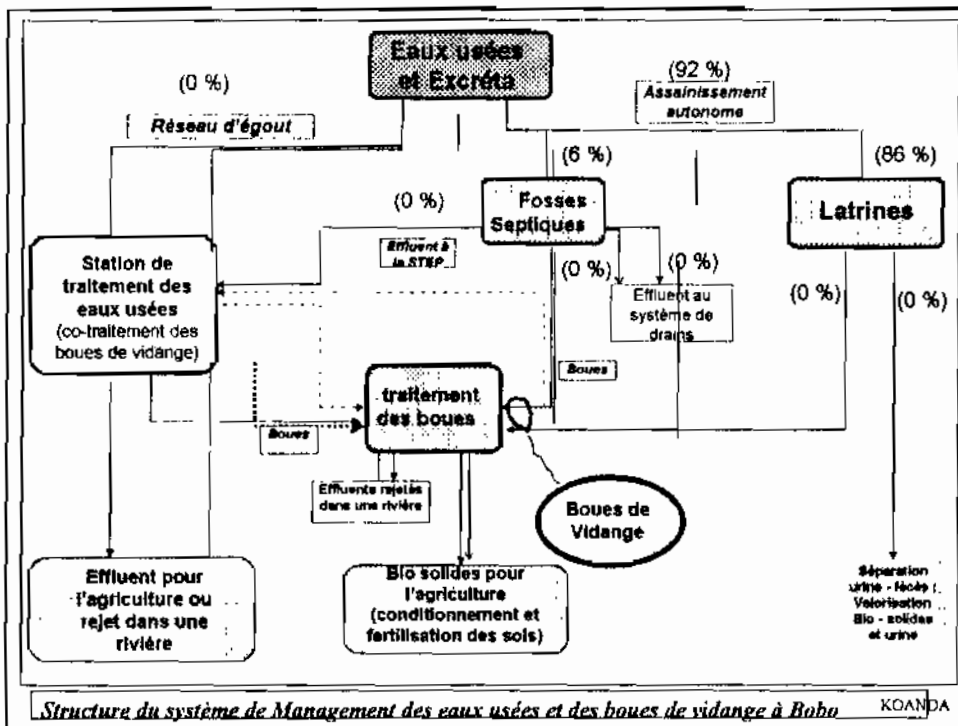 Eaux usées
et Excréta
(0 %)
(92 %)
Assainissement
autonome
Réseau d'égout
(6 %)
(86 %)
Fosses
Septiques
Latrines
(0 %)
Effluent à
la STEP
Station de
traitement des
eaux usées
(co-traitement des
boues de vidange)
(0 %)
(0 %)
(0 %)
(0 %)
Effluent au
système de
drains
Boues
traitement
des boues
Boues
Effluents rejetés
dans une rivière
Boues de
Vidange
Effluent pour
l'agriculture ou
rejet dans une
rivière
Bio solides pour
l'agriculture
(conditionnement et
fertilisation des sols)
Séparation
urine - fécès :
Valorisation
Bio - solides
et urine
Structure du système de Management des eaux usées et des boues de vidange à Bobo
KOANDA